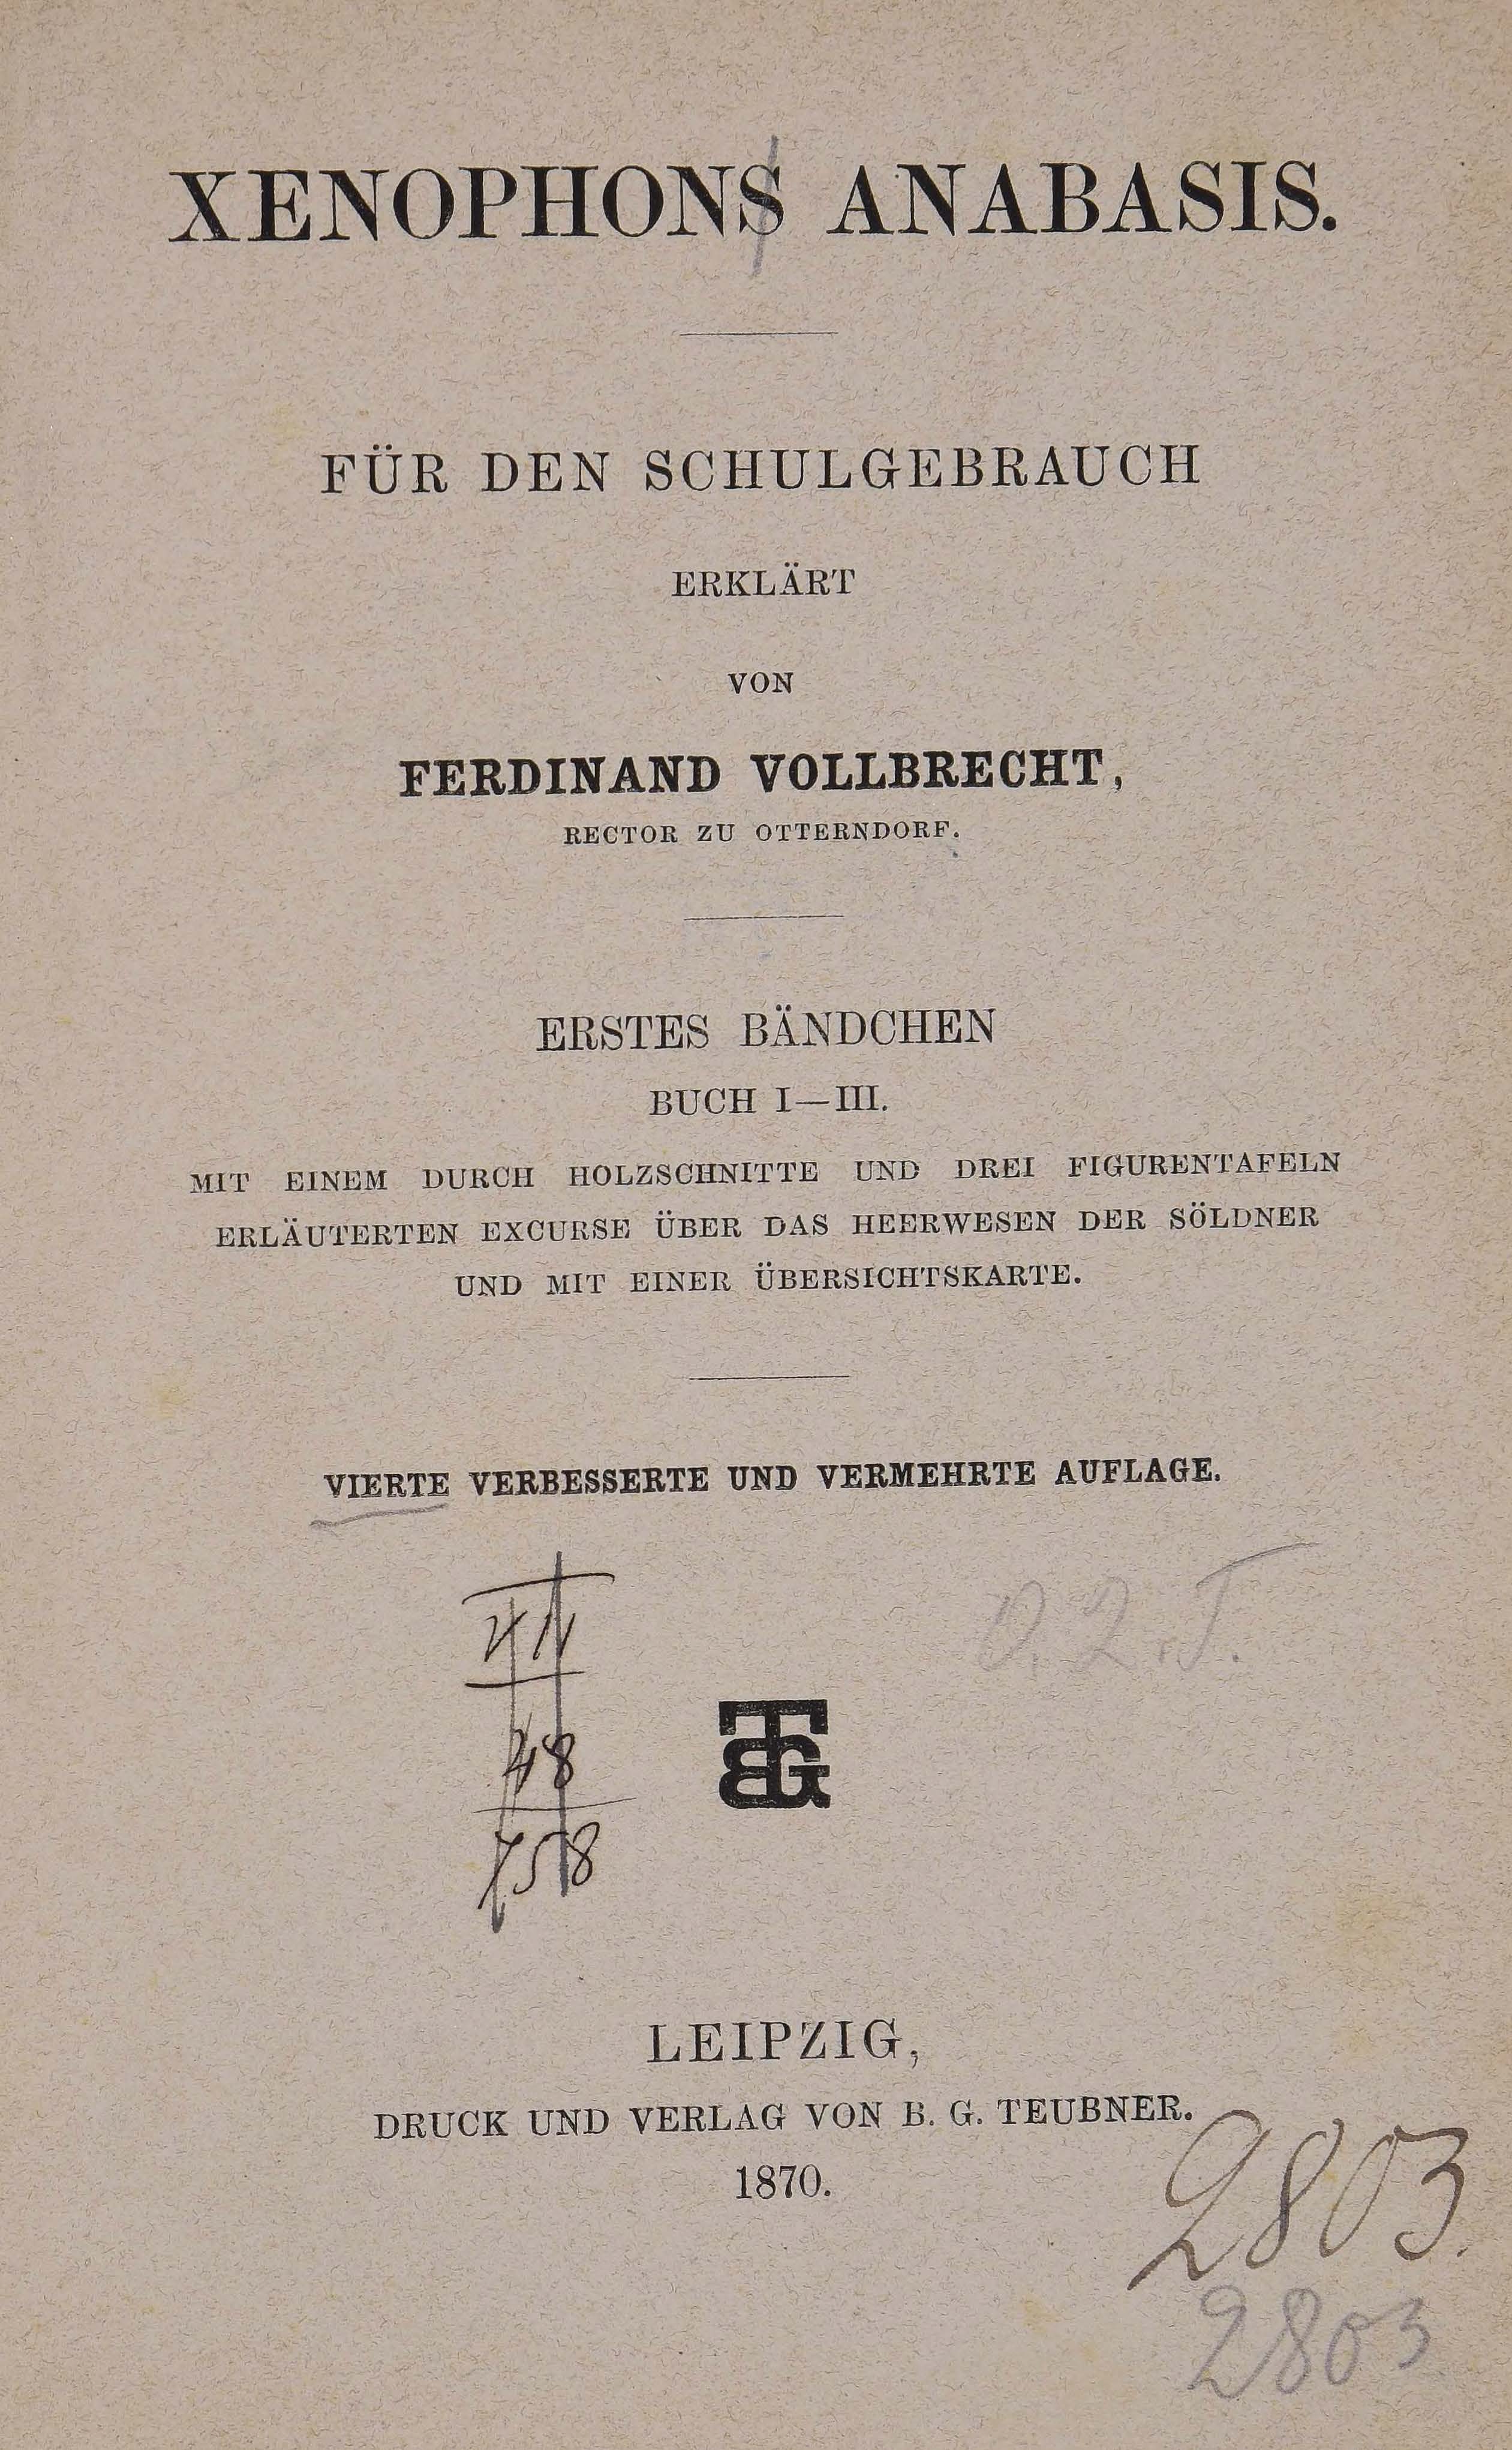 XENOPHONS ANABASIS.
FÜR DEN SCHULGEBRAUCH
ERKLÄRT
VON
FERDINAND VOLLBRECHT,
RECTOR ZU OTTERNDORF.
ERSTES BÄNDCHEN
BUCH I—III.
MIT EINEM DURCH HOLZSCHNITTE UND DREI FIGURENTAFELN
ERLÄUTERTEN EXCURSE ÜBER DAS HEERWESEN DER SÖLDNER
UND MIT EINER ÜBERSICHTSKARTE.
VIERTE VERBESSERTE UND VERMEHRTE AUFLAGE.
48
758
LEIPZIG,
DRUCK UND VERLAG VON B. G. TEUBNER.
1870.
2803.
2803